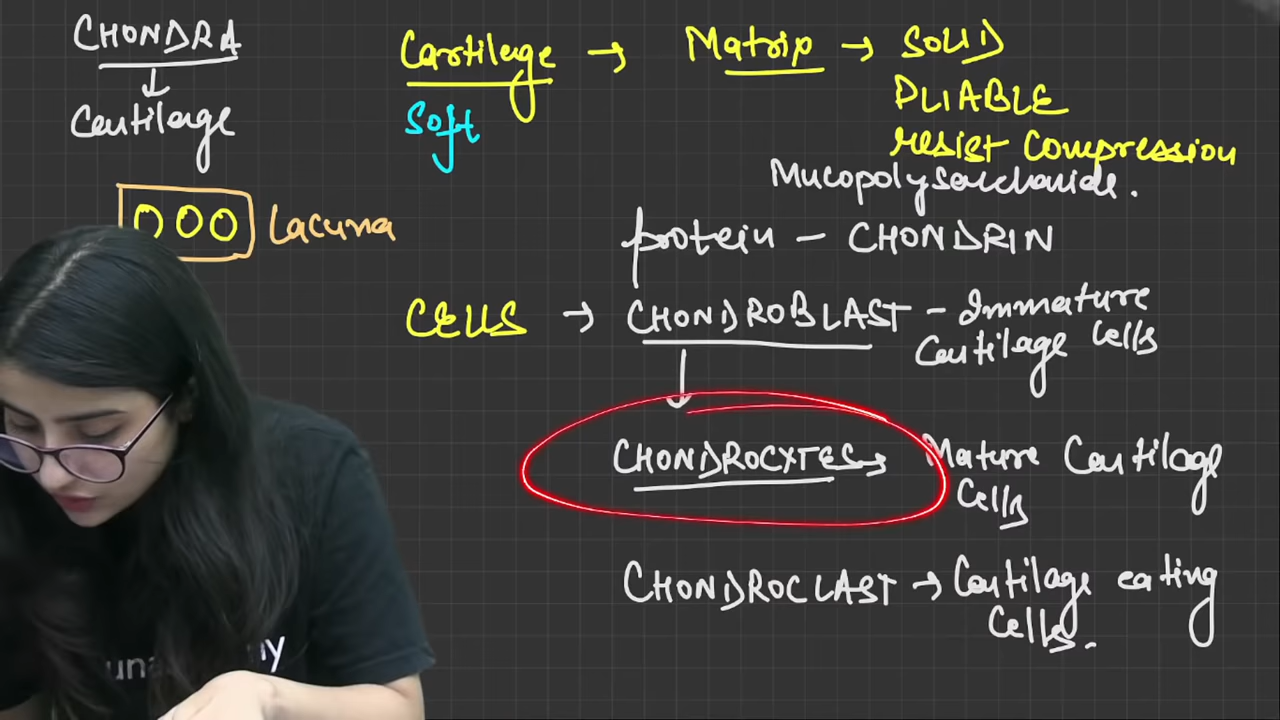 CHONDRA
Cartilage
Lacuna
Cartilage → Matrix → SOLID
Soft
PLIABLE
resist Compression
Mucopolysaccharide.
protein - CHONDRIN
CELLS → CHONDROBLAST - Immature
Cartilage Cells
CHONDROCYTES → Mature Cartilage
Cells
CHONDROCLAST → Cartilage eating
Cells.